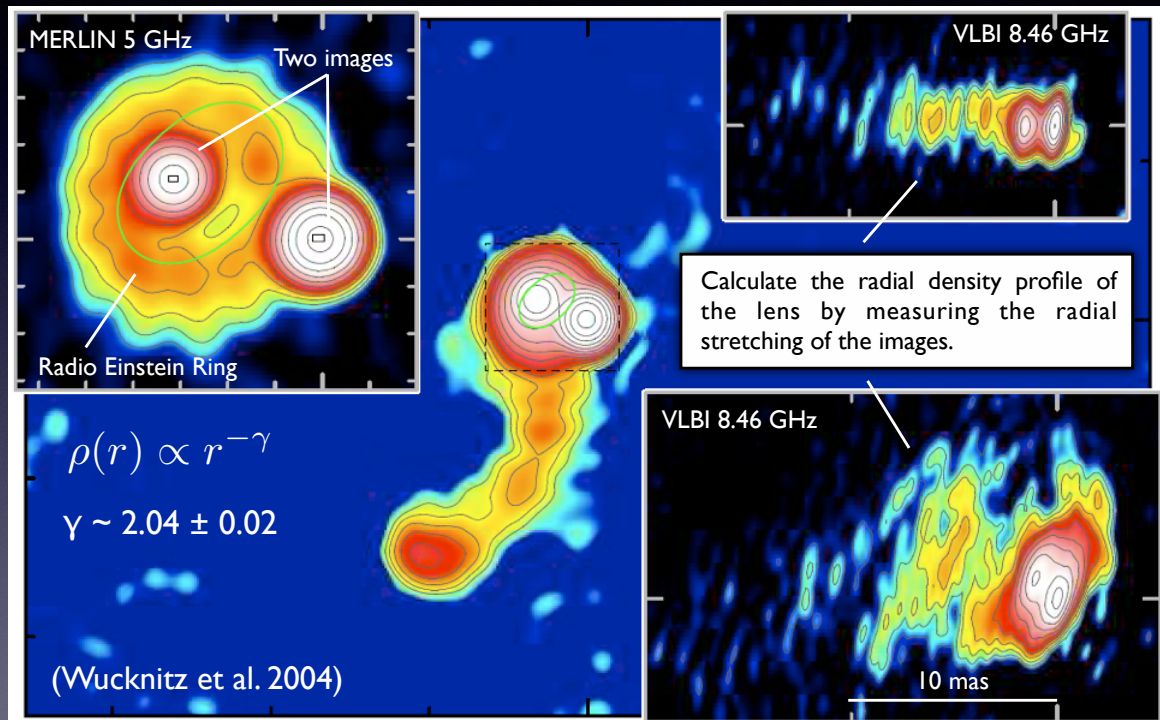 MERLIN 5 GHz
Two images
Radio Einstein Ring
VLBI 8.46 GHz
Calculate the radial density profile of
the lens by measuring the radial
stretching of the images.
VLBI 8.46 GHz
10 mas
ρ(r) ∝ r^−γ
γ ~ 2.04 ± 0.02
(Wucknitz et al. 2004)